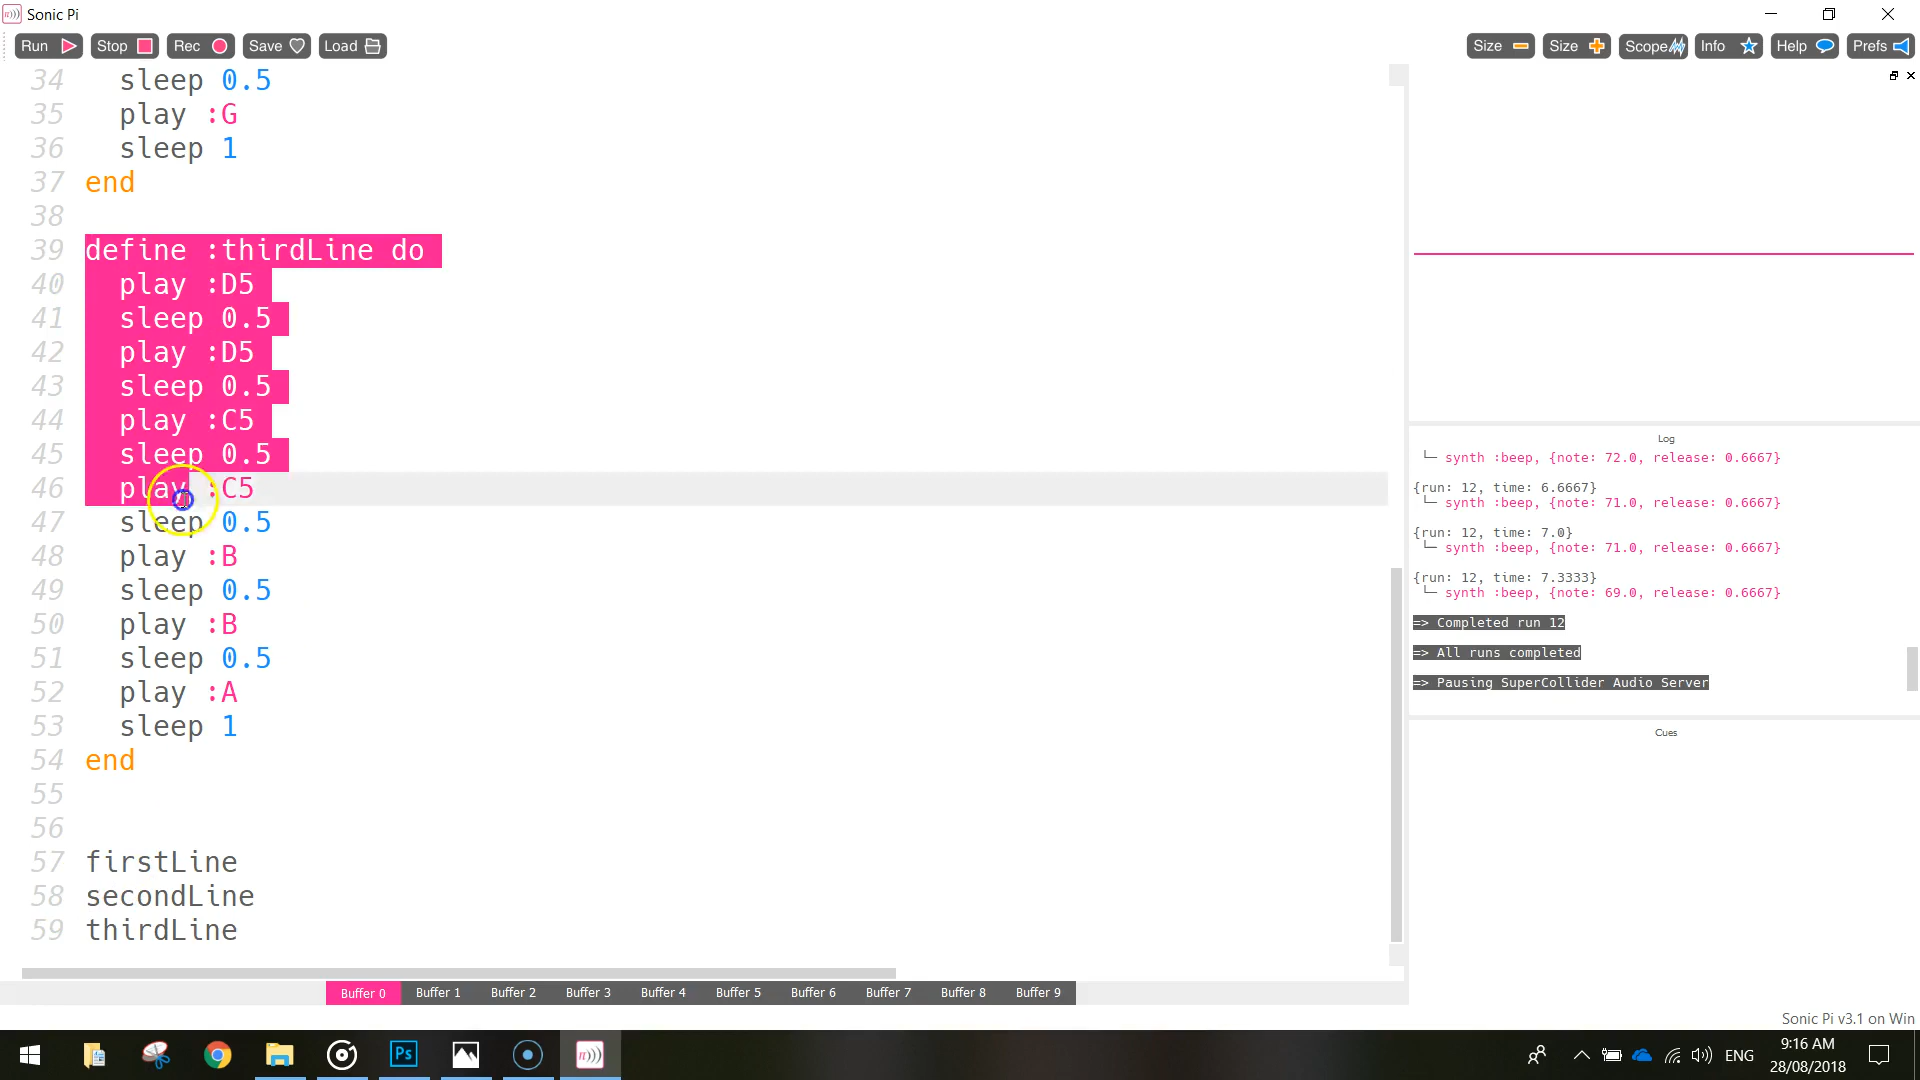 Sonic Pi
Run Stop Rec Save Load Size Size Scope Info Help Prefs
34 sleep 0.5
35 play :G
36 sleep 1
37 end
38
39 define :thirdLine do
40 play :D5
41 sleep 0.5
42 play :D5
43 sleep 0.5
44 play :C5
45 sleep 0.5
46 play :C5
47 sleep 0.5
48 play :B
49 sleep 0.5
50 play :B
51 sleep 0.5
52 play :A
53 sleep 1
54 end
55
56
57 firstLine
58 secondLine
59 thirdLine
Buffer 0 Buffer 1 Buffer 2 Buffer 3 Buffer 4 Buffer 5 Buffer 6 Buffer 7 Buffer 8 Buffer 9
Log
└─ synth :beep, {note: 72.0, release: 0.6667}
{run: 12, time: 6.6667}
└─ synth :beep, {note: 71.0, release: 0.6667}
{run: 12, time: 7.0}
└─ synth :beep, {note: 71.0, release: 0.6667}
{run: 12, time: 7.3333}
└─ synth :beep, {note: 69.0, release: 0.6667}
=> Completed run 12
=> All runs completed
=> Pausing SuperCollider Audio Server
Cues
Sonic Pi v3.1 on Win
Ps
ENG
9:16 AM
28/08/2018